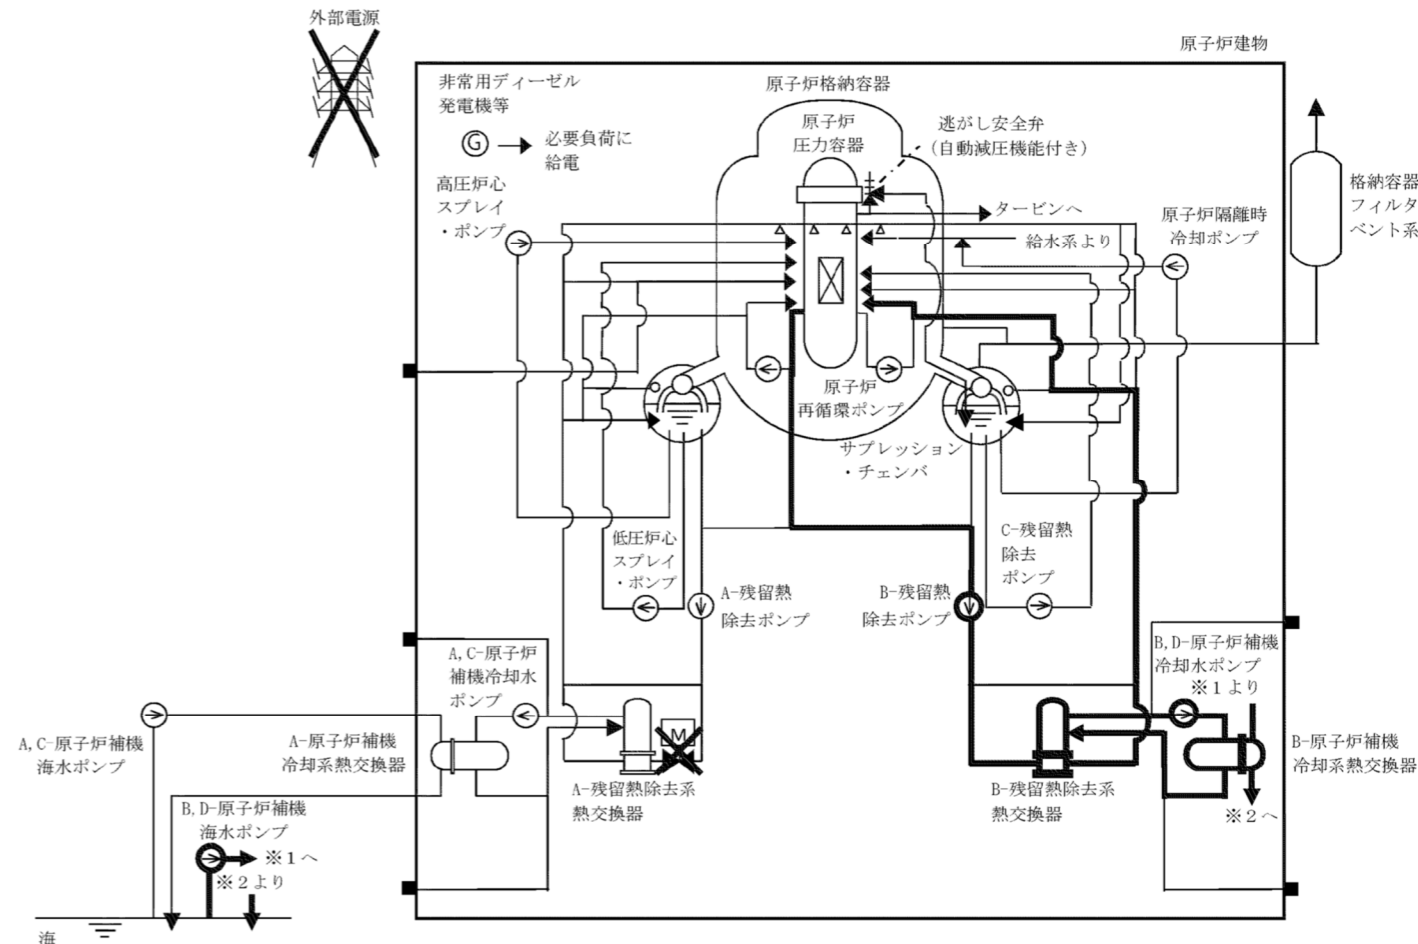 外部電源
原子炉建物
非常用ディーゼル
発電機等
G
必要負荷に
給電
原子炉格納容器
原子炉
圧力容器
逃がし安全弁
(自動減圧機能付き)
高圧炉心
スプレイ
・ポンプ
タービンへ
給水系より
原子炉隔離時
冷却ポンプ
格納容器
フィルタ
ベント系
原子炉
再循環ポンプ
サプレッション
・チェンバ
低圧炉心
スプレイ
・ポンプ
A-残留熱
除去ポンプ
B-残留熱
除去ポンプ
C-残留熱
除去
ポンプ
A,C-原子炉
補機冷却水
ポンプ
B,D-原子炉補機
冷却水ポンプ
※1より
A,C-原子炉補機
海水ポンプ
A-原子炉補機
冷却系熱交換器
M
A-残留熱除去系
熱交換器
B-残留熱除去系
熱交換器
B-原子炉補機
冷却系熱交換器
※2へ
B,D-原子炉補機
海水ポンプ
※1へ
※2より
海